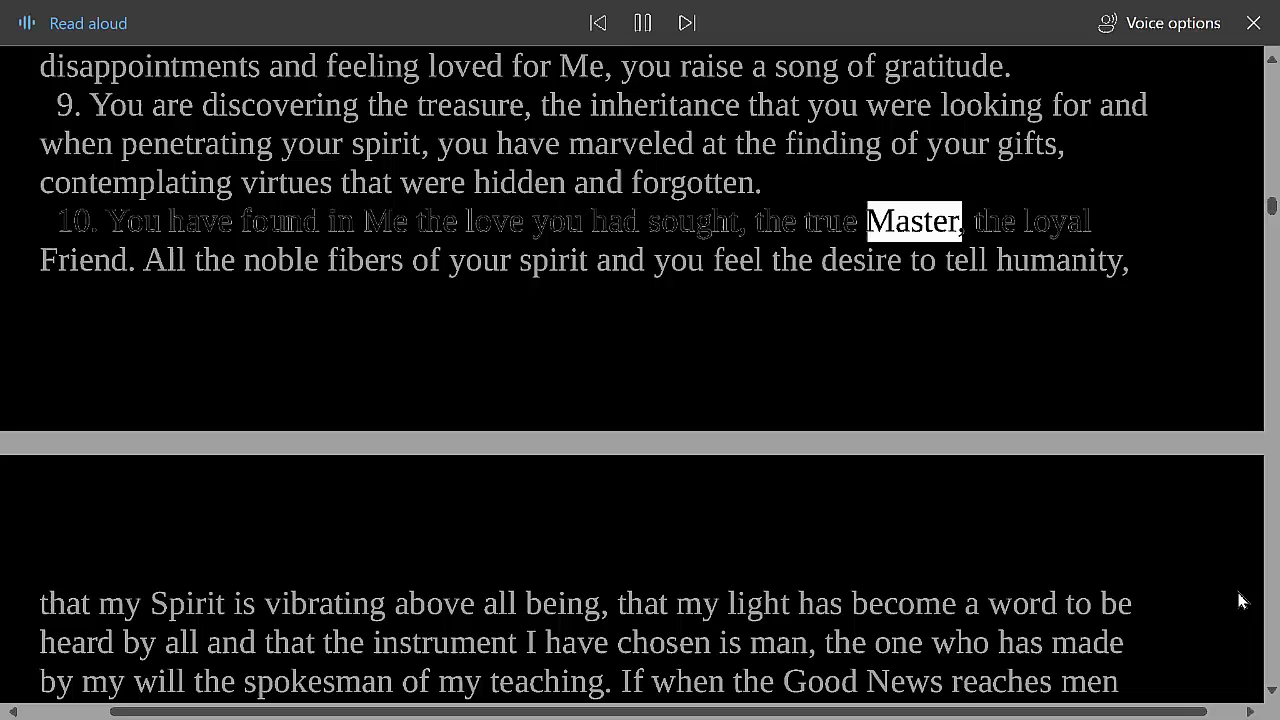 Read aloud
Voice options
disappointments and feeling loved for Me, you raise a song of gratitude.
9. You are discovering the treasure, the inheritance that you were looking for and
when penetrating your spirit, you have marveled at the finding of your gifts,
contemplating virtues that were hidden and forgotten.
10. You have found in Me the love you had sought, the true Master, the loyal
Friend. All the noble fibers of your spirit and you feel the desire to tell humanity,
that my Spirit is vibrating above all being, that my light has become a word to be
heard by all and that the instrument I have chosen is man, the one who has made
by my will the spokesman of my teaching. If when the Good News reaches men